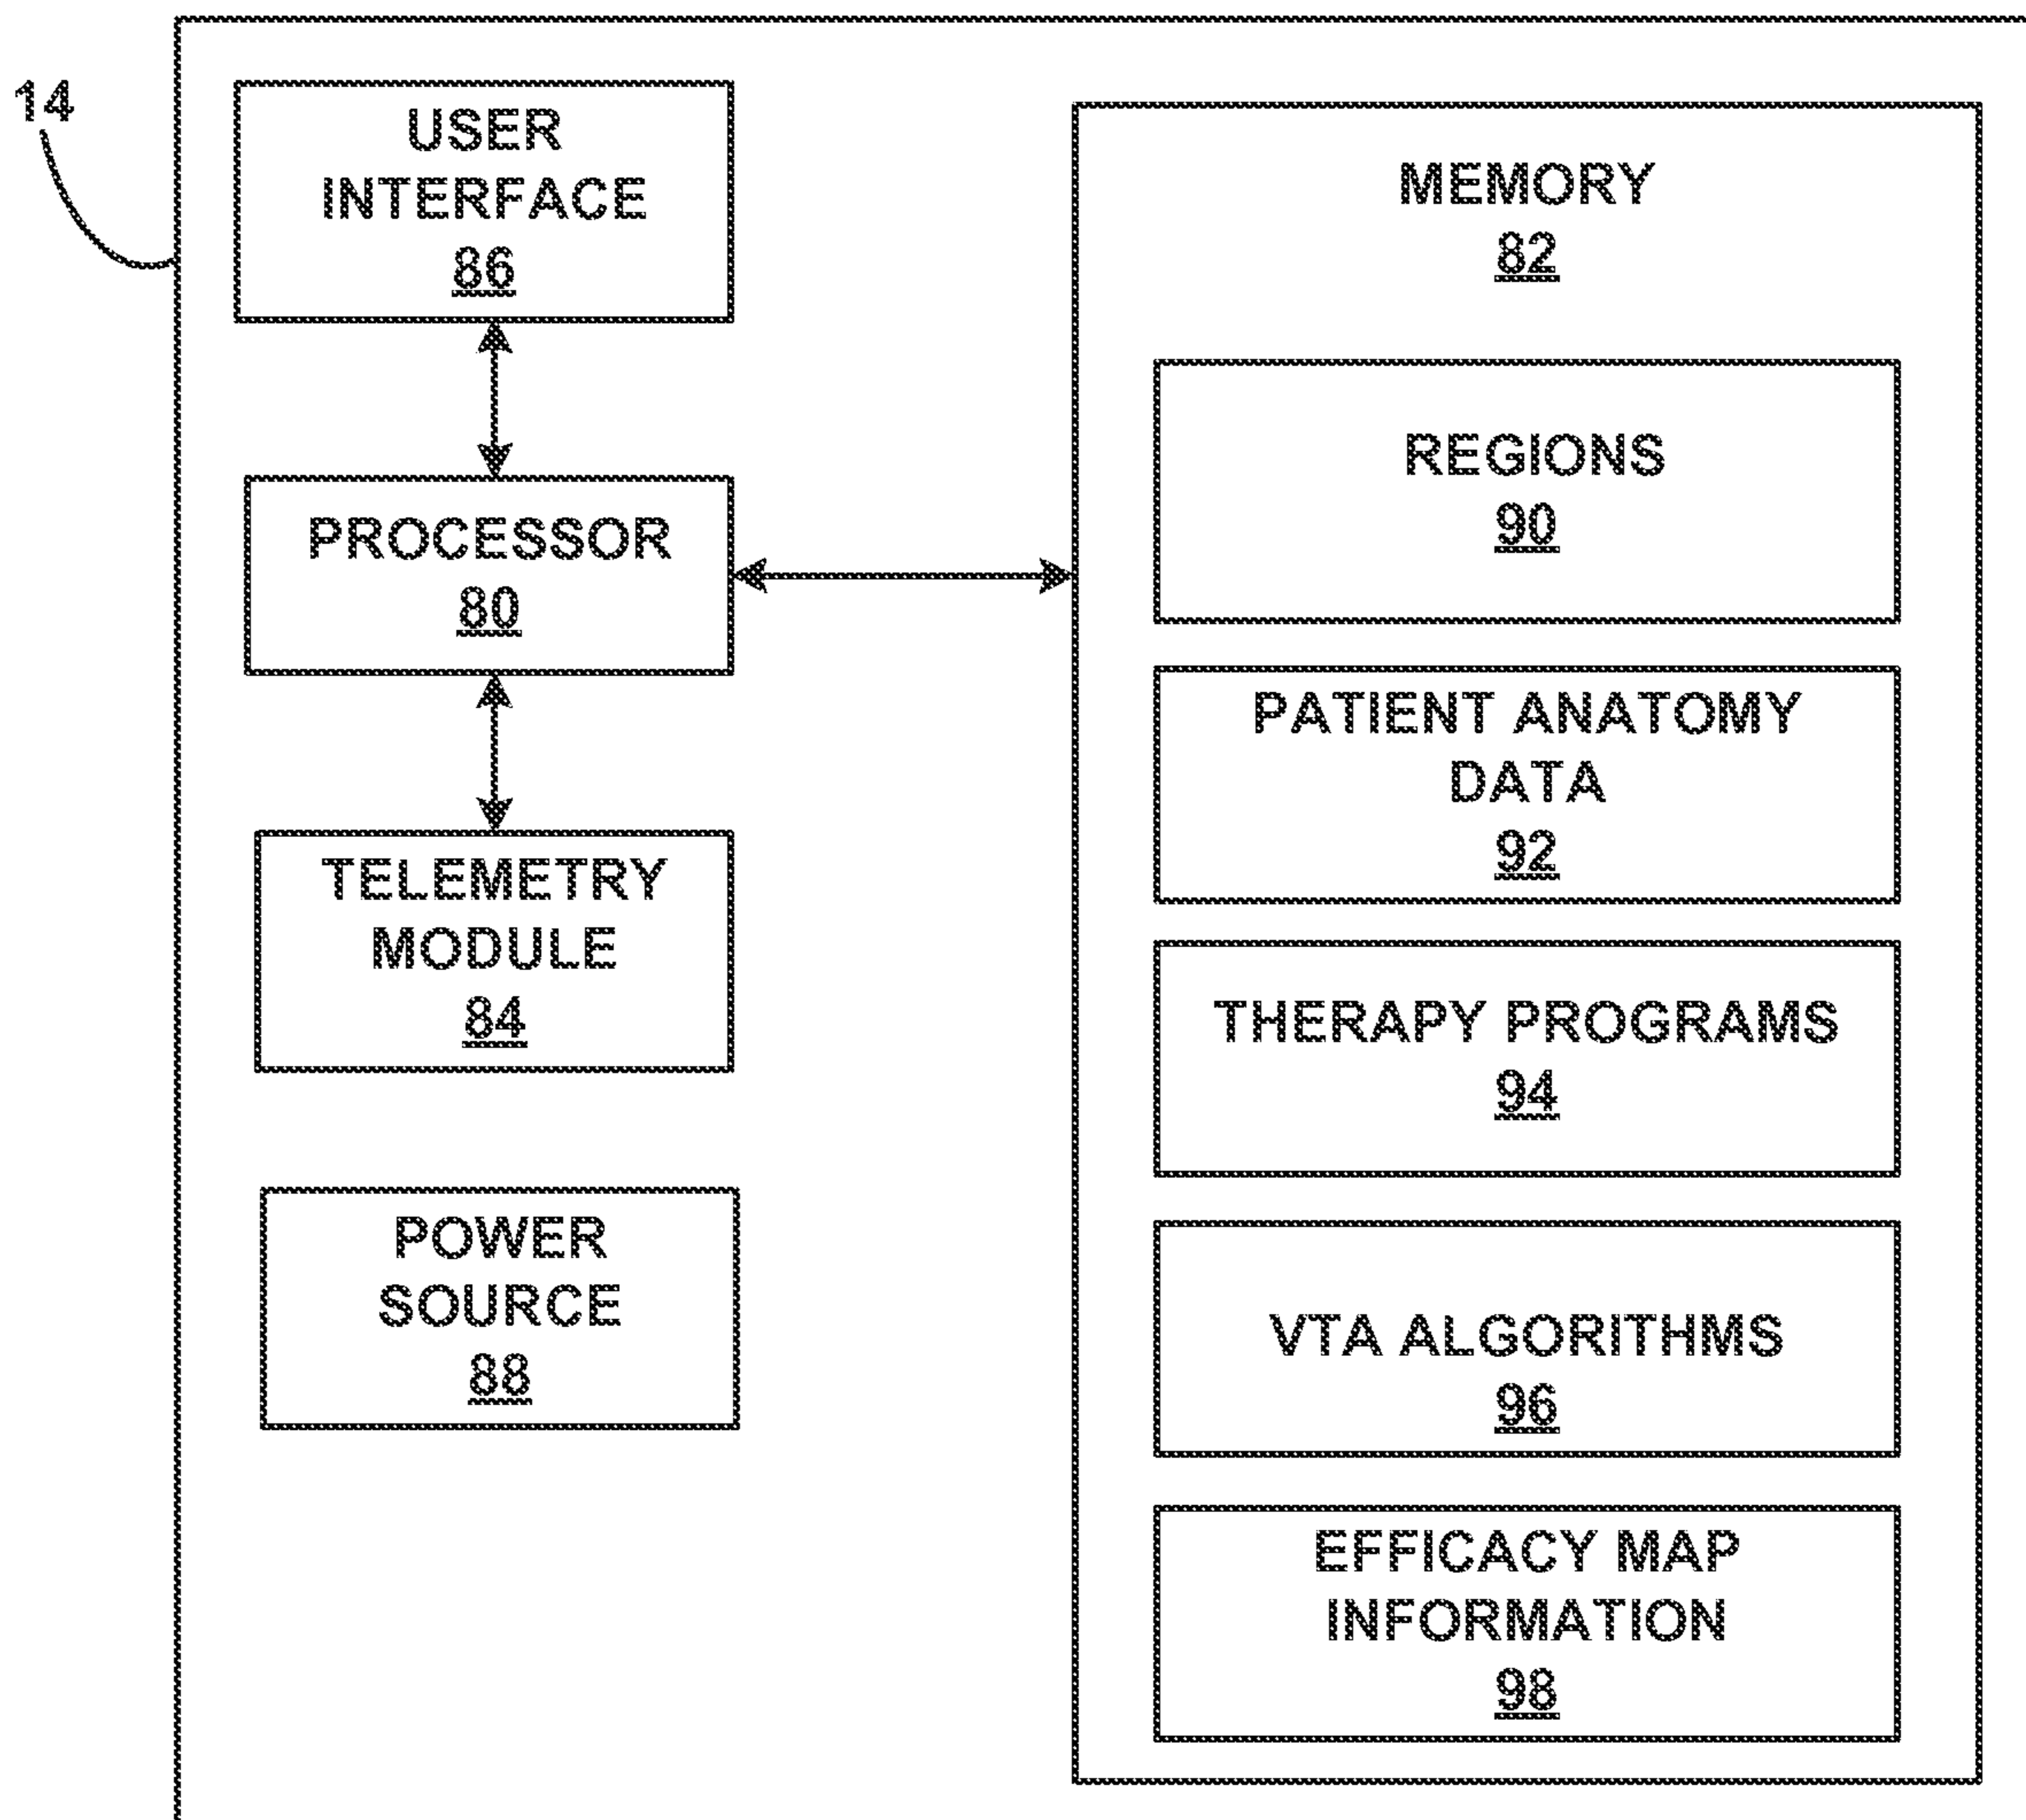 14
USER
INTERFACE
86
PROCESSOR
80
TELEMETRY
MODULE
84
POWER
SOURCE
88
MEMORY
82
REGIONS
90
PATIENT ANATOMY
DATA
92
THERAPY PROGRAMS
94
VTA ALGORITHMS
96
EFFICACY MAP
INFORMATION
98